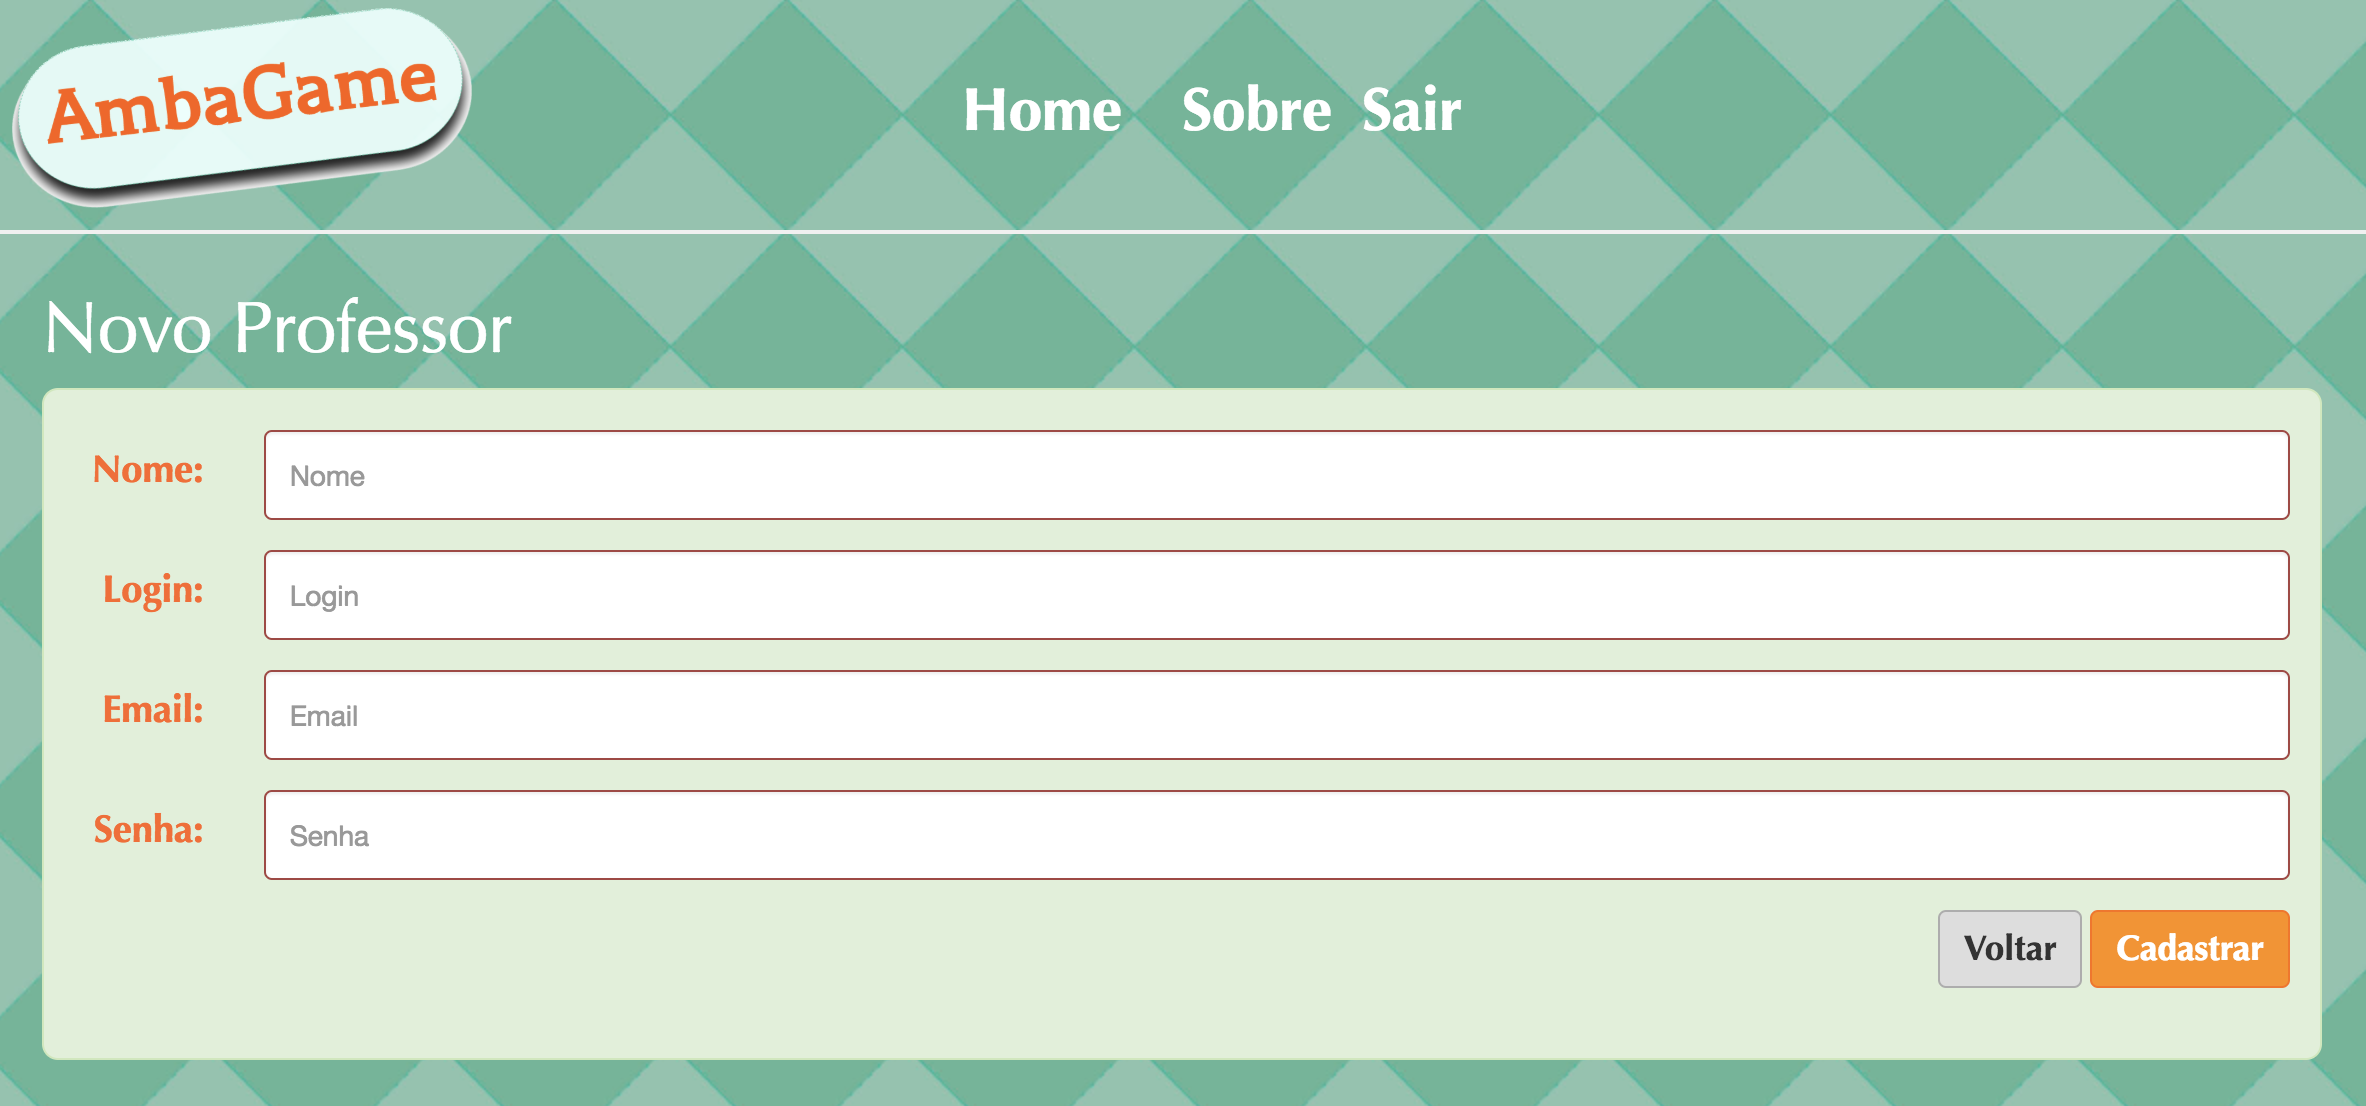 AmbaGame
Home Sobre Sair
Novo Professor
Nome: Nome
Login: Login
Email: Email
Senha: Senha
Voltar Cadastrar